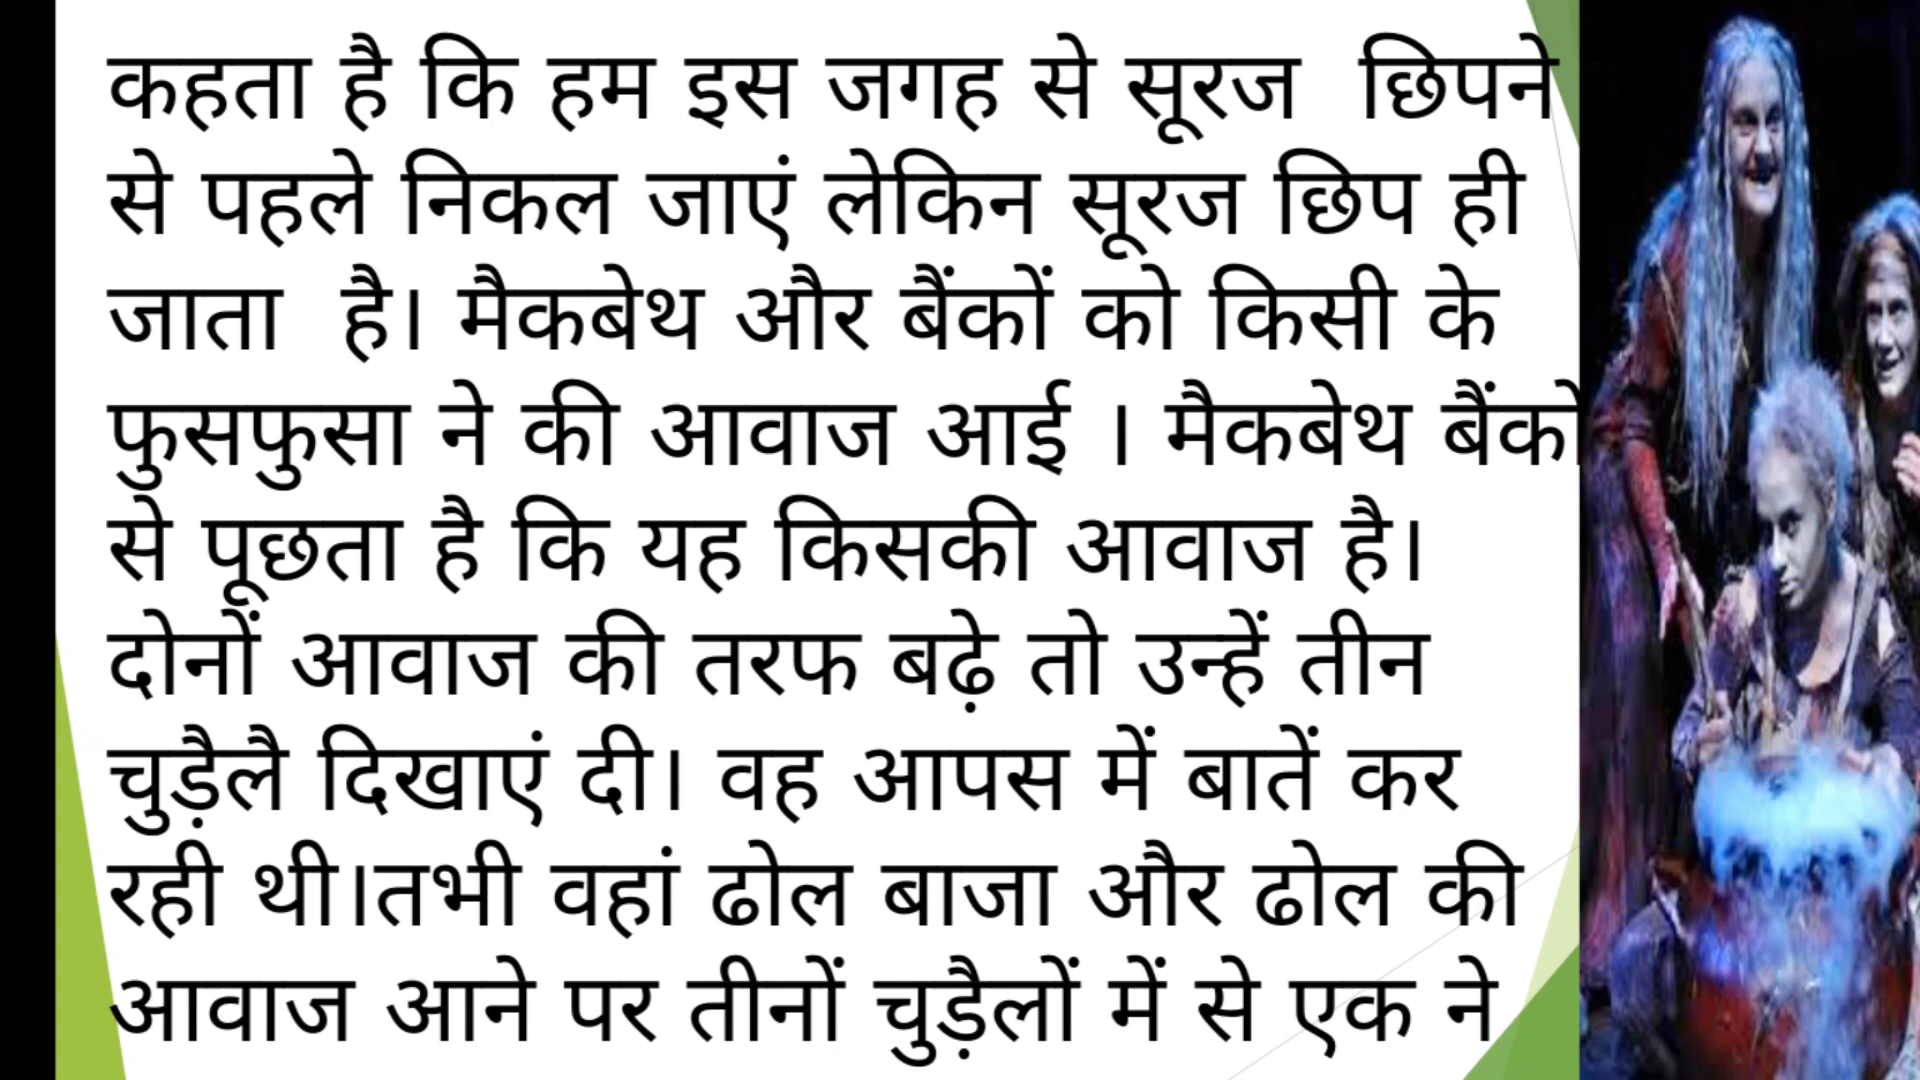 कहता है कि हम इस जगह से सूरज छिपने
से पहले निकल जाएं लेकिन सूरज छिप ही
जाता है। मैकबेथ और बैंकों को किसी के
फुसफुसा ने की आवाज आई । मैकबेथ बैंको
से पूछता है कि यह किसकी आवाज है।
दोनों आवाज की तरफ बढ़े तो उन्हें तीन
चुड़ैलै दिखाएं दी। वह आपस में बातें कर
रही थी।तभी वहां ढोल बाजा और ढोल की
आवाज आने पर तीनों चुड़ैलों में से एक ने